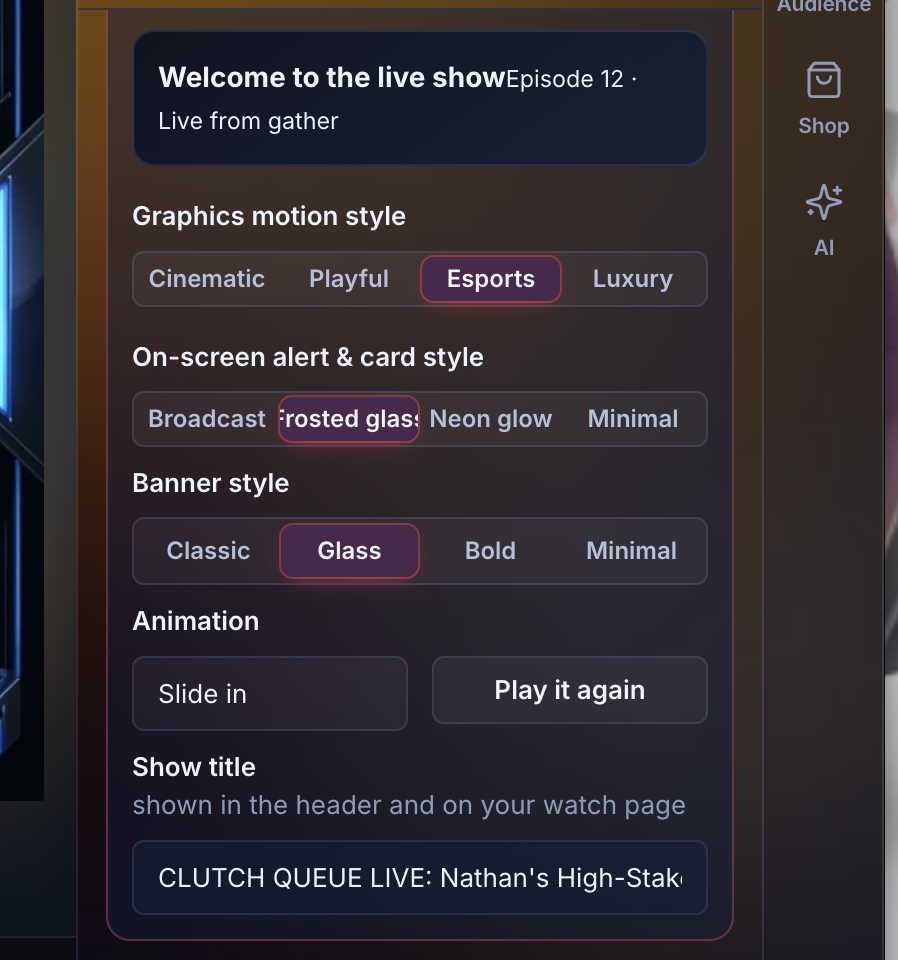 Audience
Welcome to the live showEpisode 12 ·
Live from gather
Shop
Graphics motion style
AI
Cinematic Playful Esports Luxury
On-screen alert & card style
Broadcast Frosted glass Neon glow Minimal
Banner style
Classic Glass Bold Minimal
Animation
Slide in Play it again
Show title
shown in the header and on your watch page
CLUTCH QUEUE LIVE: Nathan's High-Stak